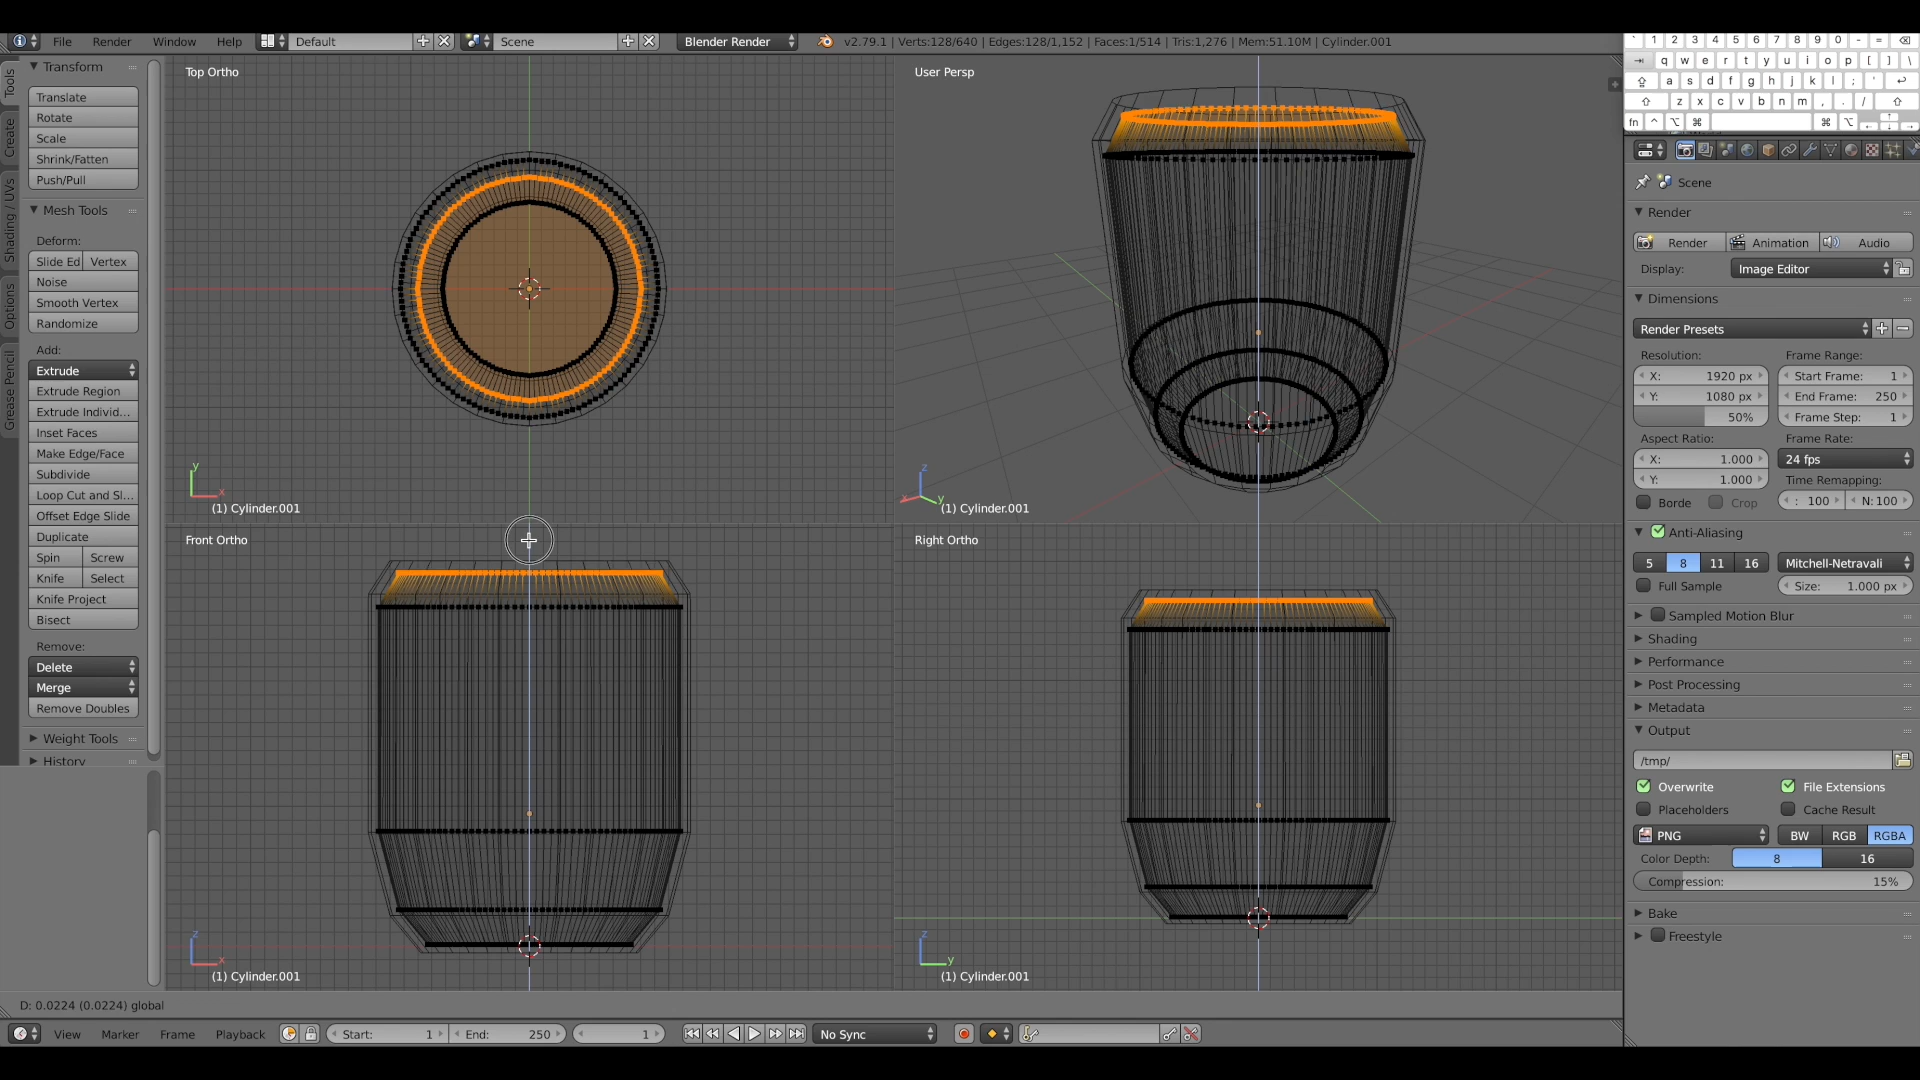 File Render Window Help Default Scene Blender Render v2.79.1 | Verts:128/640 | Edges:128/1,152 | Faces:1/514 | Tris:1,276 | Mem:51.10M | Cylinder.001
` 1 2 3 4 5 6 7 8 9 0 - =
q w e r t y u i o p [ ] \
a s d f g h j k l ; '
z x c v b n m , . /
fn
Tools
Create
Shading / UVs
Options
Grease Pencil
Transform
Translate
Rotate
Scale
Shrink/Fatten
Push/Pull
Mesh Tools
Deform:
Slide Ed Vertex
Noise
Smooth Vertex
Randomize
Add:
Extrude
Extrude Region
Extrude Individ...
Inset Faces
Make Edge/Face
Subdivide
Loop Cut and Sl...
Offset Edge Slide
Duplicate
Spin Screw
Knife Select
Knife Project
Bisect
Remove:
Delete
Merge
Remove Doubles
Weight Tools
History
Top Ortho
y
x
(1) Cylinder.001
User Persp
z
x y
(1) Cylinder.001
Front Ortho
z
x
(1) Cylinder.001
Right Ortho
z
y
(1) Cylinder.001
Scene
Render
Render Animation Audio
Display: Image Editor
Dimensions
Render Presets
Resolution: Frame Range:
X: 1920 px Start Frame: 1
Y: 1080 px End Frame: 250
50% Frame Step: 1
Aspect Ratio: Frame Rate:
X: 1.000 24 fps
Y: 1.000 Time Remapping:
Borde Crop : 100 N: 100
Anti-Aliasing
5 8 11 16 Mitchell-Netravali
Full Sample Size: 1.000 px
Sampled Motion Blur
Shading
Performance
Post Processing
Metadata
Output
/tmp/
Overwrite File Extensions
Placeholders Cache Result
PNG BW RGB RGBA
Color Depth: 8 16
Compression: 15%
Bake
Freestyle
D: 0.0224 (0.0224) global
View Marker Frame Playback Start: 1 End: 250 1 No Sync